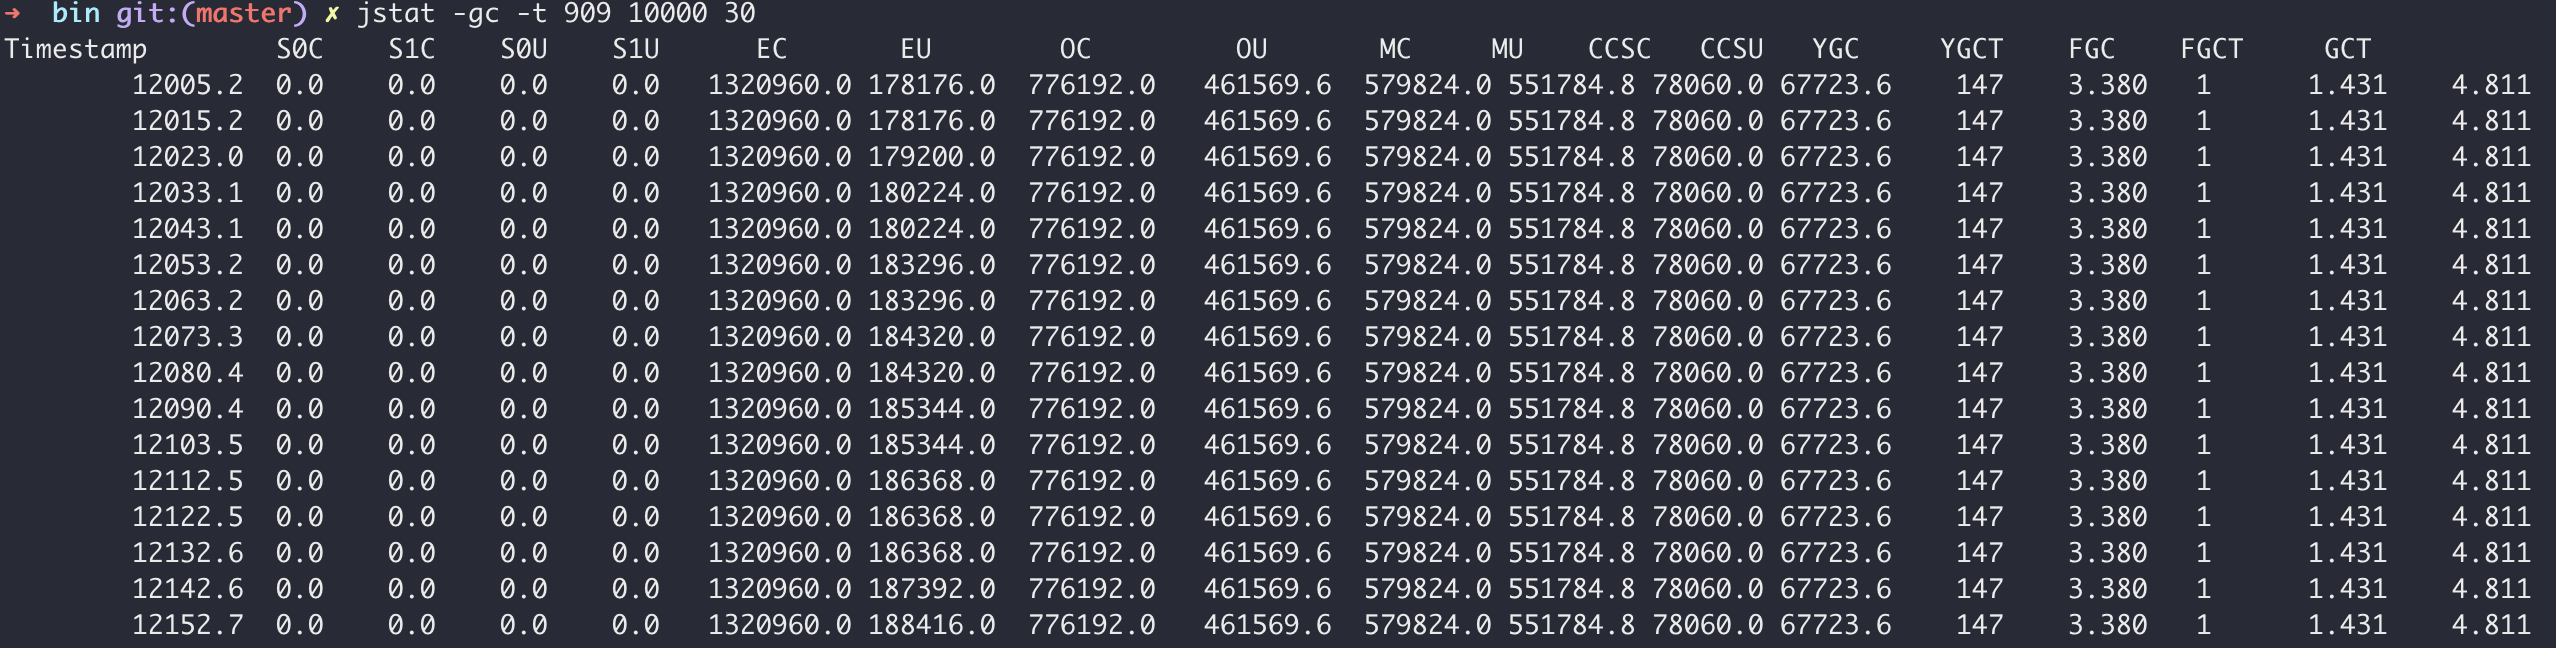 ➜  bin git:(master) ✗ jstat -gc -t 909 10000 30
Timestamp        S0C    S1C    S0U    S1U      EC       EU        OC         OU       MC     MU    CCSC   CCSU   YGC     YGCT    FGC    FGCT     GCT
        12005.2  0.0    0.0    0.0    0.0   1320960.0 178176.0  776192.0   461569.6  579824.0 551784.8 78060.0 67723.6    147    3.380   1      1.431    4.811
        12015.2  0.0    0.0    0.0    0.0   1320960.0 178176.0  776192.0   461569.6  579824.0 551784.8 78060.0 67723.6    147    3.380   1      1.431    4.811
        12023.0  0.0    0.0    0.0    0.0   1320960.0 179200.0  776192.0   461569.6  579824.0 551784.8 78060.0 67723.6    147    3.380   1      1.431    4.811
        12033.1  0.0    0.0    0.0    0.0   1320960.0 180224.0  776192.0   461569.6  579824.0 551784.8 78060.0 67723.6    147    3.380   1      1.431    4.811
        12043.1  0.0    0.0    0.0    0.0   1320960.0 180224.0  776192.0   461569.6  579824.0 551784.8 78060.0 67723.6    147    3.380   1      1.431    4.811
        12053.2  0.0    0.0    0.0    0.0   1320960.0 183296.0  776192.0   461569.6  579824.0 551784.8 78060.0 67723.6    147    3.380   1      1.431    4.811
        12063.2  0.0    0.0    0.0    0.0   1320960.0 183296.0  776192.0   461569.6  579824.0 551784.8 78060.0 67723.6    147    3.380   1      1.431    4.811
        12073.3  0.0    0.0    0.0    0.0   1320960.0 184320.0  776192.0   461569.6  579824.0 551784.8 78060.0 67723.6    147    3.380   1      1.431    4.811
        12080.4  0.0    0.0    0.0    0.0   1320960.0 184320.0  776192.0   461569.6  579824.0 551784.8 78060.0 67723.6    147    3.380   1      1.431    4.811
        12090.4  0.0    0.0    0.0    0.0   1320960.0 185344.0  776192.0   461569.6  579824.0 551784.8 78060.0 67723.6    147    3.380   1      1.431    4.811
        12103.5  0.0    0.0    0.0    0.0   1320960.0 185344.0  776192.0   461569.6  579824.0 551784.8 78060.0 67723.6    147    3.380   1      1.431    4.811
        12112.5  0.0    0.0    0.0    0.0   1320960.0 186368.0  776192.0   461569.6  579824.0 551784.8 78060.0 67723.6    147    3.380   1      1.431    4.811
        12122.5  0.0    0.0    0.0    0.0   1320960.0 186368.0  776192.0   461569.6  579824.0 551784.8 78060.0 67723.6    147    3.380   1      1.431    4.811
        12132.6  0.0    0.0    0.0    0.0   1320960.0 186368.0  776192.0   461569.6  579824.0 551784.8 78060.0 67723.6    147    3.380   1      1.431    4.811
        12142.6  0.0    0.0    0.0    0.0   1320960.0 187392.0  776192.0   461569.6  579824.0 551784.8 78060.0 67723.6    147    3.380   1      1.431    4.811
        12152.7  0.0    0.0    0.0    0.0   1320960.0 188416.0  776192.0   461569.6  579824.0 551784.8 78060.0 67723.6    147    3.380   1      1.431    4.811